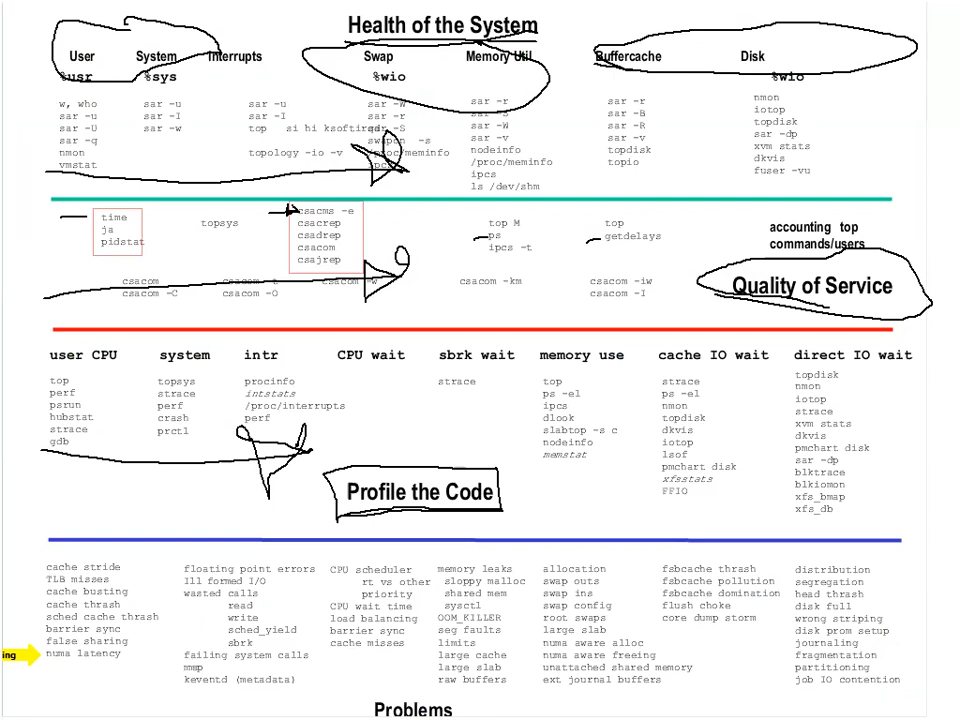 Health of the System
User System Interrupts Swap Memory Util Buffercache Disk
%usr %sys %wio %wio
w, who
sar -u
sar -U
sar -q
nmon
vmstat
sar -u
sar -I
sar -w
sar -u
sar -I
top si hi ksoftirqd
topology -io -v
sar -W
sar -r
sar -S
swapon -s
/proc/meminfo
ipcs
sar -r
sar -S
sar -W
sar -v
nodeinfo
/proc/meminfo
ipcs
ls /dev/shm
sar -r
sar -B
sar -R
sar -v
topdisk
topio
nmon
iotop
topdisk
sar -dp
xvm stats
dkvis
fuser -vu
time
ja
pidstat
topsys
csacms -e
csacrep
csadrep
csacom
csajrep
top M
ps
ipcs -t
top
getdelays
accounting top
commands/users
csacom
csacom -C
csacom -t
csacom -O
csacom -W
csacom -km
csacom -iw
csacom -I
Quality of Service
user CPU system intr CPU wait sbrk wait memory use cache IO wait direct IO wait
top
perf
psrun
hubstat
strace
gdb
topsys
strace
perf
crash
prctl
procinfo
intstats
/proc/interrupts
perf
strace
top
ps -el
ipcs
dlook
slabtop -s c
nodeinfo
memstat
strace
ps -el
nmon
topdisk
dkvis
iotop
lsof
pmchart disk
xfsstats
FFIO
topdisk
nmon
iotop
strace
xvm stats
dkvis
pmchart disk
sar -dp
blktrace
blkiomon
xfs_bmap
xfs_db
Profile the Code
cache stride
TLB misses
cache busting
cache thrash
sched cache thrash
barrier sync
false sharing
numa latency
ing
floating point errors
Ill formed I/O
wasted calls
read
write
sched_yield
sbrk
failing system calls
mmp
keventd (metadata)
CPU scheduler
rt vs other
priority
CPU wait time
load balancing
barrier sync
cache misses
memory leaks
sloppy malloc
shared mem
sysctl
OOM_KILLER
seg faults
limits
large cache
large slab
raw buffers
allocation
swap outs
swap ins
swap config
root swaps
large slab
numa aware alloc
numa aware freeing
unattached shared memory
ext journal buffers
fsbcache thrash
fsbcache pollution
fsbcache domination
flush choke
core dump storm
distribution
segregation
head thrash
disk full
wrong striping
disk prom setup
journaling
fragmentation
partitioning
job IO contention
Problems